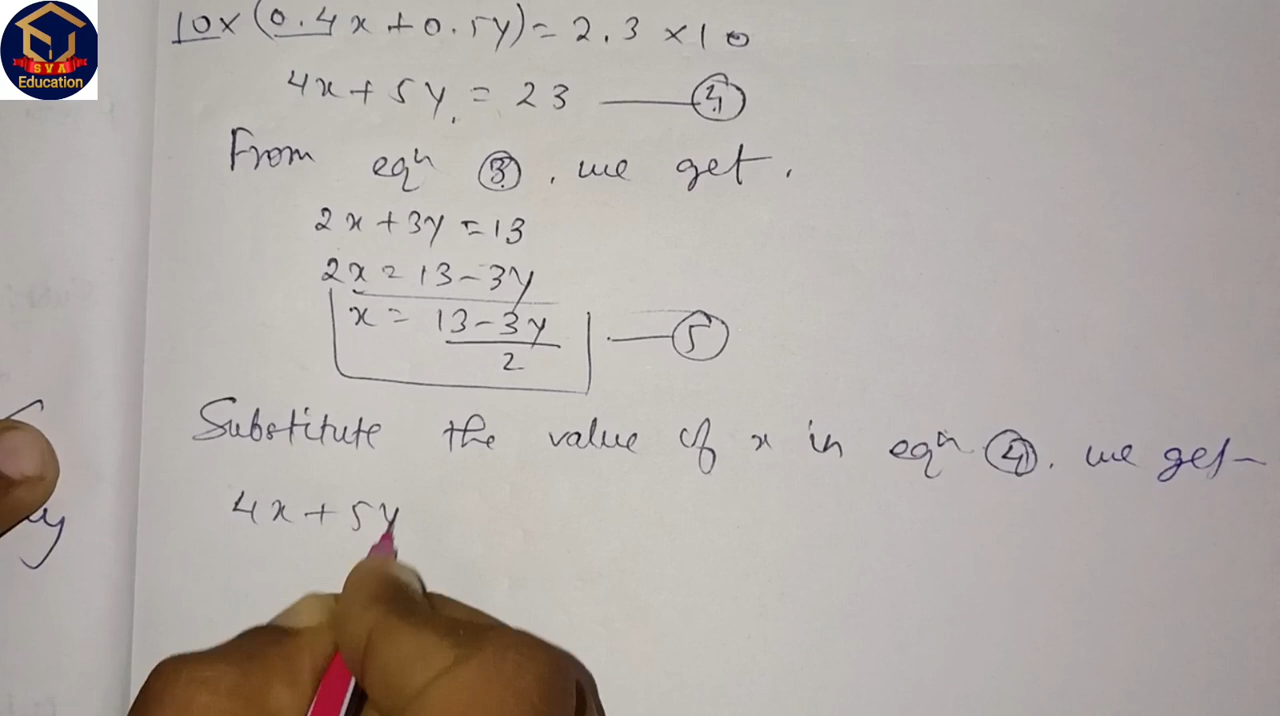 SVA
Education
10x (0.4x + 0.5y) = 2.3 × 10
4x + 5y = 23 —— ④
From eqn ③, we get.
2x + 3y = 13
2x = 13 - 3y
x = 13 - 3y —— ⑤
2
Substitute the value of x in eqn ④, we get-
4x + 5y